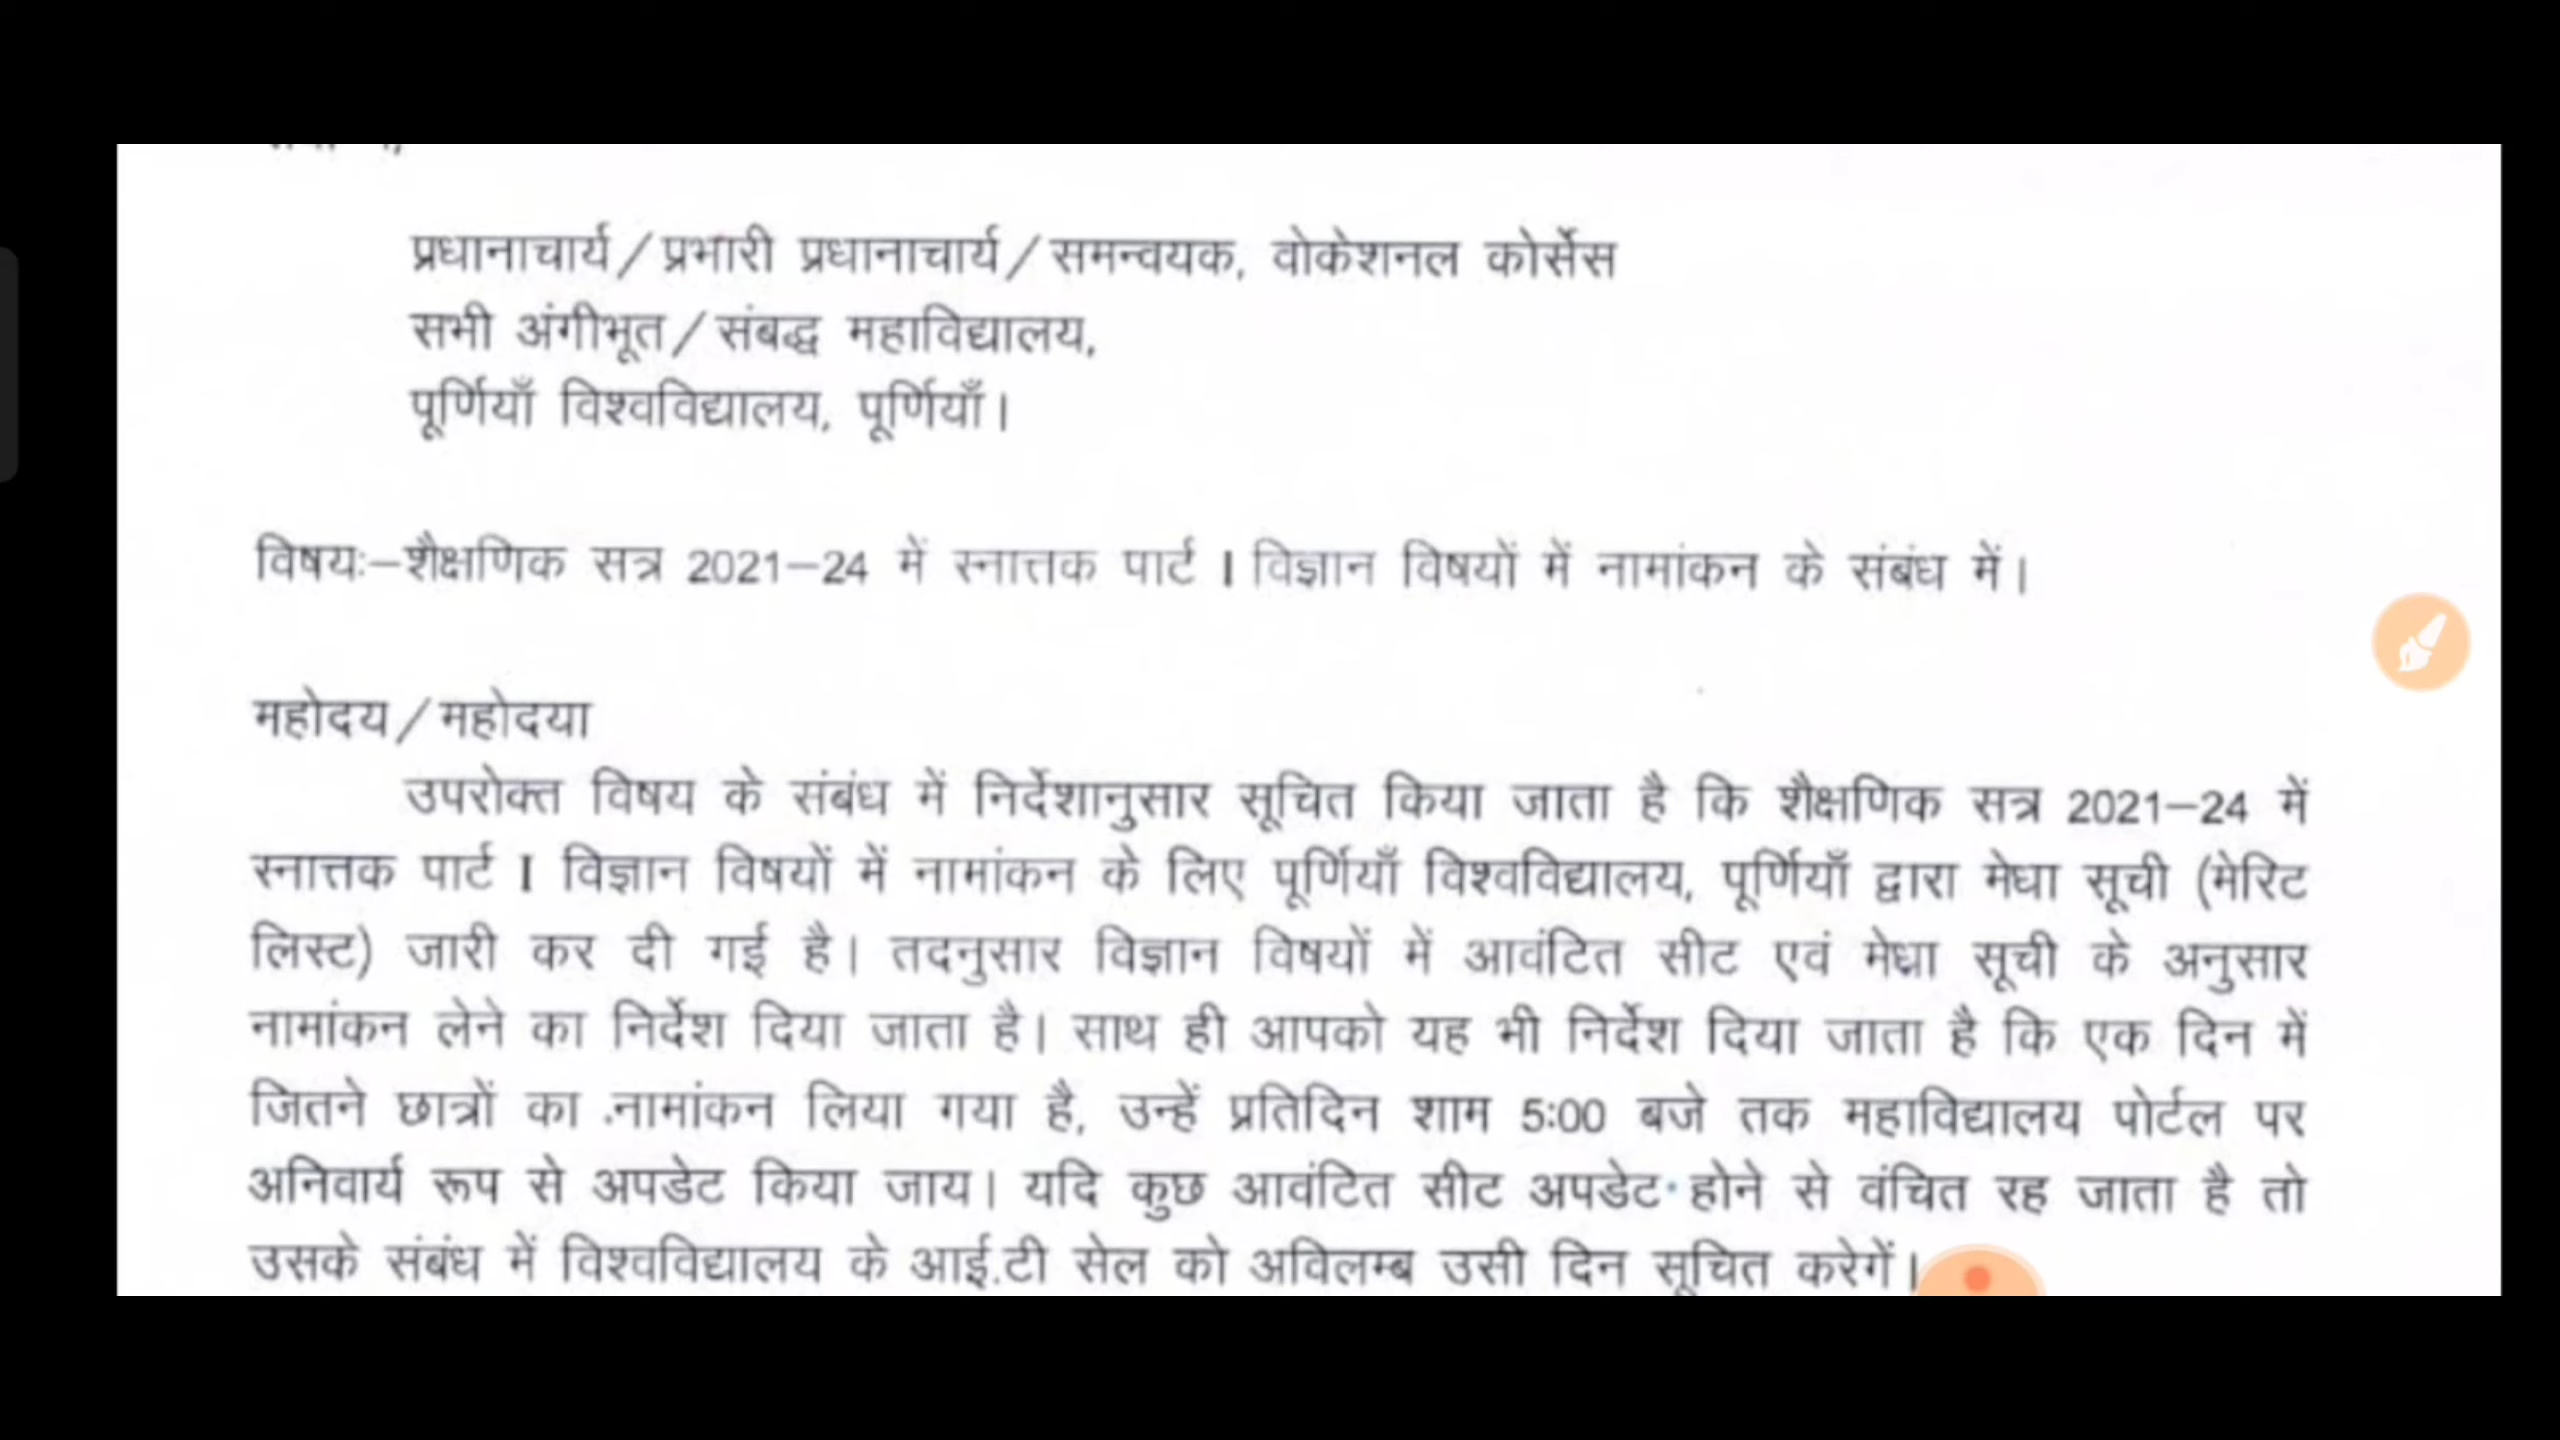 प्रधानाचार्य/प्रभारी प्रधानाचार्य/समन्वयक, वोकेशनल कोर्सेस
सभी अंगीभूत/संबद्ध महाविद्यालय,
पूर्णियाँ विश्वविद्यालय, पूर्णियाँ।
विषयः–शैक्षणिक सत्र 2021–24 में स्नात्तक पार्ट I विज्ञान विषयों में नामांकन के संबंध में।
महोदय/महोदया
उपरोक्त विषय के संबंध में निर्देशानुसार सूचित किया जाता है कि शैक्षणिक सत्र 2021–24 में
स्नात्तक पार्ट I विज्ञान विषयों में नामांकन के लिए पूर्णियाँ विश्वविद्यालय, पूर्णियाँ द्वारा मेघा सूची (मेरिट
लिस्ट) जारी कर दी गई है। तदनुसार विज्ञान विषयों में आवंटित सीट एवं मेधा सूची के अनुसार
नामांकन लेने का निर्देश दिया जाता है। साथ ही आपको यह भी निर्देश दिया जाता है कि एक दिन में
जितने छात्रों का नामांकन लिया गया है, उन्हें प्रतिदिन शाम 5:00 बजे तक महाविद्यालय पोर्टल पर
अनिवार्य रूप से अपडेट किया जाय। यदि कुछ आवंटित सीट अपडेट होने से वंचित रह जाता है तो
उसके संबंध में विश्वविद्यालय के आई.टी सेल को अविलम्ब उसी दिन सूचित करेगें।